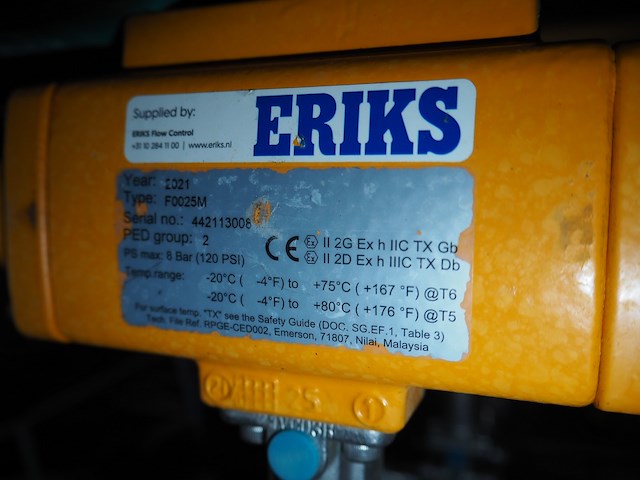 Supplied by:
ERIKS Flow Control
+31 10 284 11 00 | www.eriks.nl
ERIKS
Year: 2021
Type: F0025M
Serial no.: 442113008
PED group: 2
CE Ex II 2G Ex h IIC TX Gb
Ex II 2D Ex h IIIC TX Db
PS max: 8 Bar (120 PSI)
Temp.range: -20°C ( -4°F) to +75°C ( +167 °F) @T6
-20°C ( -4°F) to +80°C ( +176 °F) @T5
For surface temp. "TX" see the Safety Guide (DOC. SG.EF.1, Table 3)
Tech. File Ref. RPGE-CED002, Emerson, 71807, Nilai, Malaysia
25
1